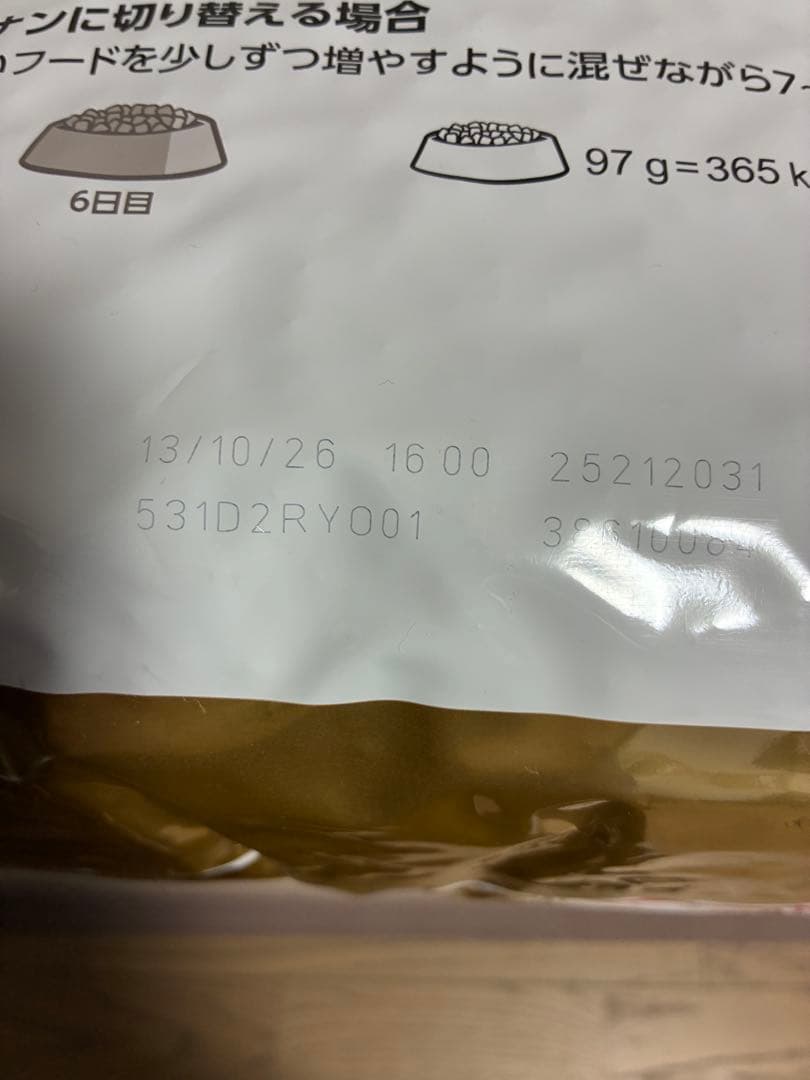 ナンに切り替える場合
フードを少しずつ増やすように混ぜながら7~
6日目
97 g=365 k
13/10/26 16 00 25212031
531D2RY001